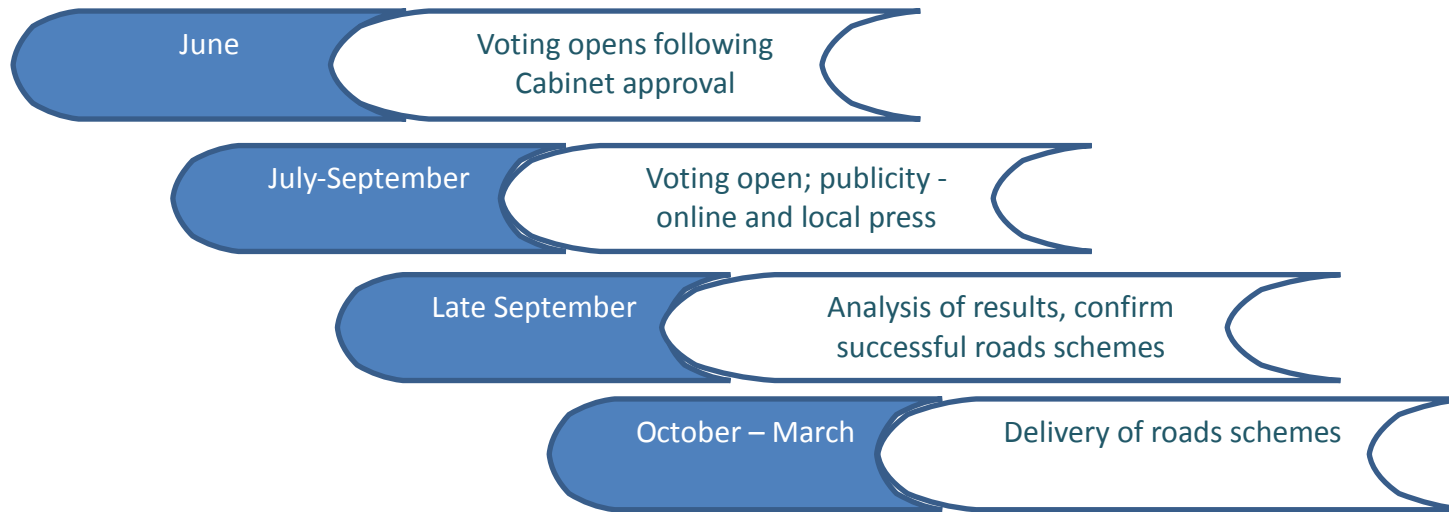 June
Voting opens following
Cabinet approval
July-September
Voting open; publicity -
online and local press
Late September
Analysis of results, confirm
successful roads schemes
October – March
Delivery of roads schemes